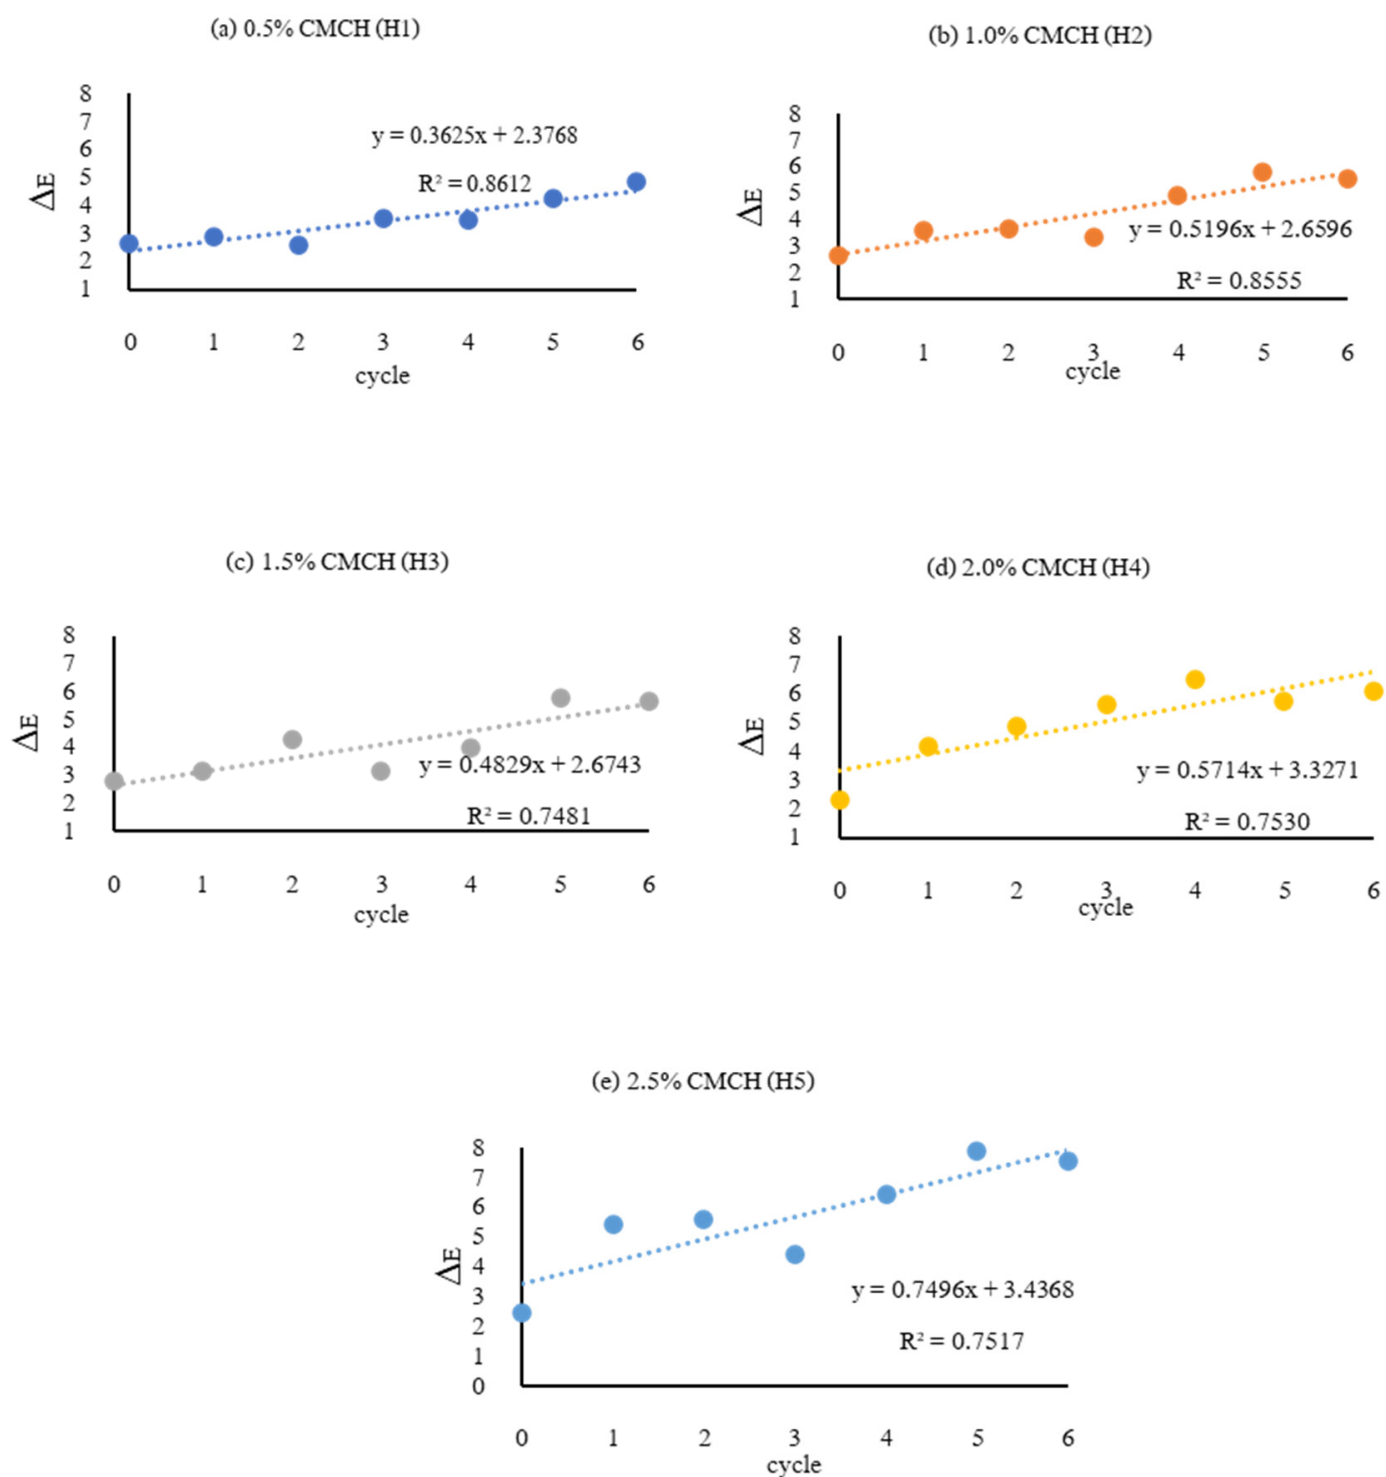 (a) 0.5% CMCH (H1)
8
7
6
5
4
3
2
1
ΔE
y = 0.3625x + 2.3768
R² = 0.8612
0 1 2 3 4 5 6
cycle
(b) 1.0% CMCH (H2)
8
7
6
5
4
3
2
1
ΔE
y = 0.5196x + 2.6596
R² = 0.8555
0 1 2 3 4 5 6
cycle
(c) 1.5% CMCH (H3)
8
7
6
5
4
3
2
1
ΔE
y = 0.4829x + 2.6743
R² = 0.7481
0 1 2 3 4 5 6
cycle
(d) 2.0% CMCH (H4)
8
7
6
5
4
3
2
1
ΔE
y = 0.5714x + 3.3271
R² = 0.7530
0 1 2 3 4 5 6
cycle
(e) 2.5% CMCH (H5)
8
7
6
5
4
3
2
1
0
ΔE
y = 0.7496x + 3.4368
R² = 0.7517
0 1 2 3 4 5 6
cycle